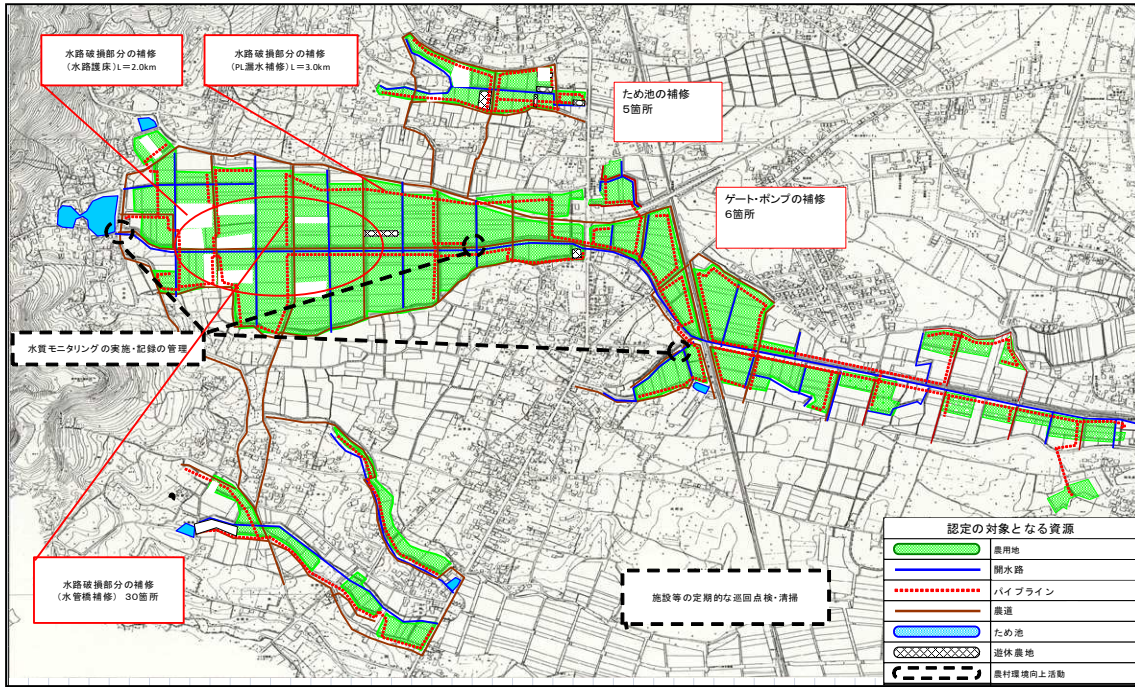 水路破損部分の補修
(水路護床)L=2.0km
水路破損部分の補修
(PL漏水補修)L=3.0km
ため池の補修
5箇所
ゲート・ポンプの補修
6箇所
水質モニタリングの実施・記録の管理
水路破損部分の補修
(水管橋補修) 30箇所
施設等の定期的な巡回点検・清掃
認定の対象となる資源
農用地
開水路
パイプライン
農道
ため池
遊休農地
農村環境向上活動